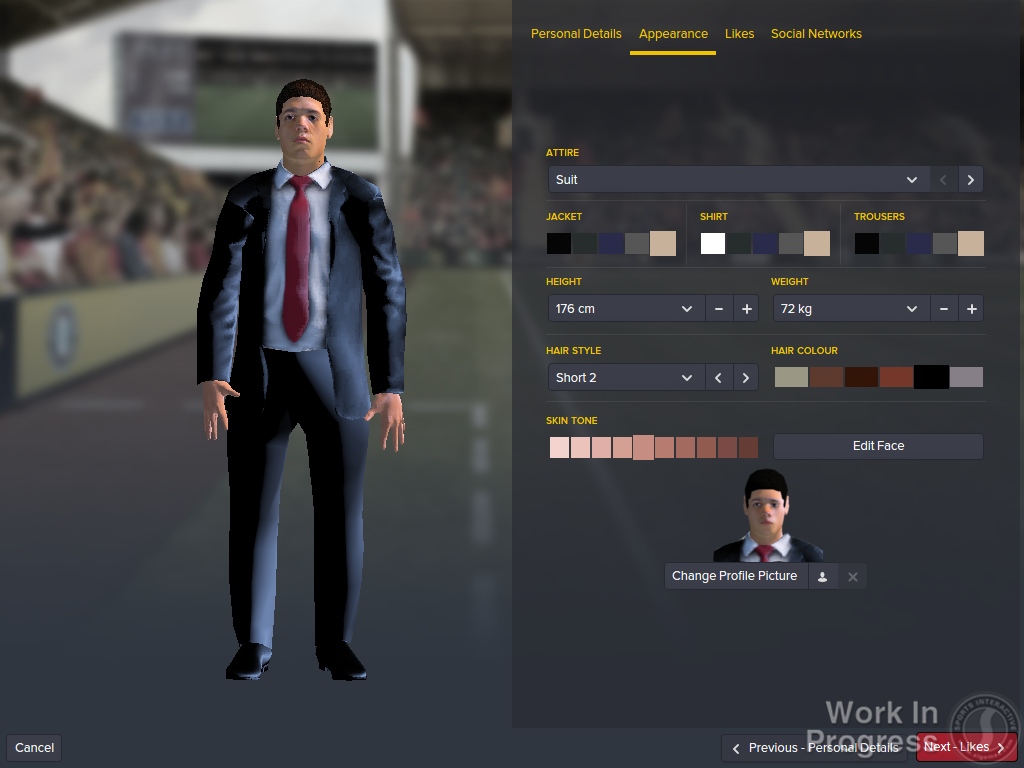 Personal Details Appearance Likes Social Networks
ATTIRE
Suit
JACKET SHIRT TROUSERS
HEIGHT WEIGHT
176 cm 72 kg
HAIR STYLE HAIR COLOUR
Short 2
SKIN TONE
Edit Face
Change Profile Picture
Work In
Progress
SPORTS INTERACTIVE
Cancel Previous - Personal Details Next - Likes